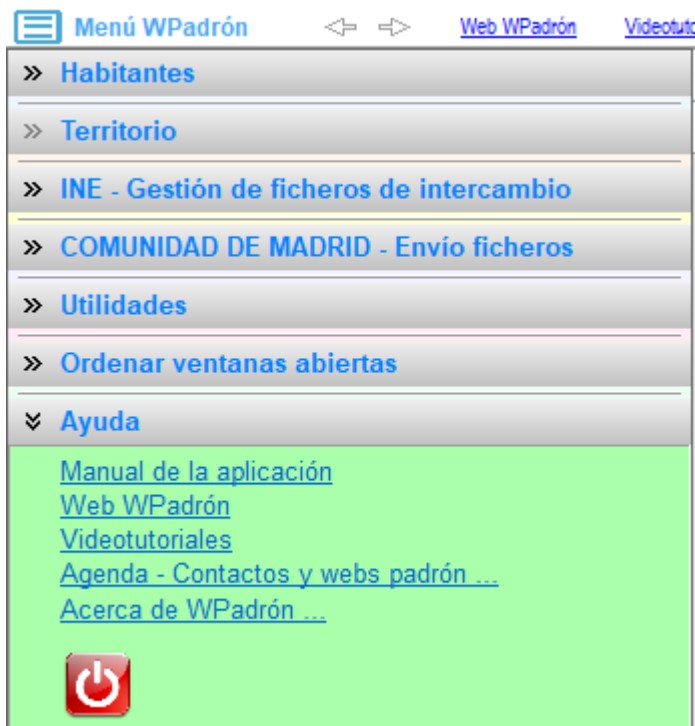 Menú WPadrón Web WPadrón
Habitantes
Territorio
INE - Gestión de ficheros de intercambio
COMUNIDAD DE MADRID - Envío ficheros
Utilidades
Ordenar ventanas abiertas
Ayuda
Manual de la aplicación
Web WPadrón
Videotutoriales
Agenda - Contactos y webs padrón ...
Acerca de WPadrón ...